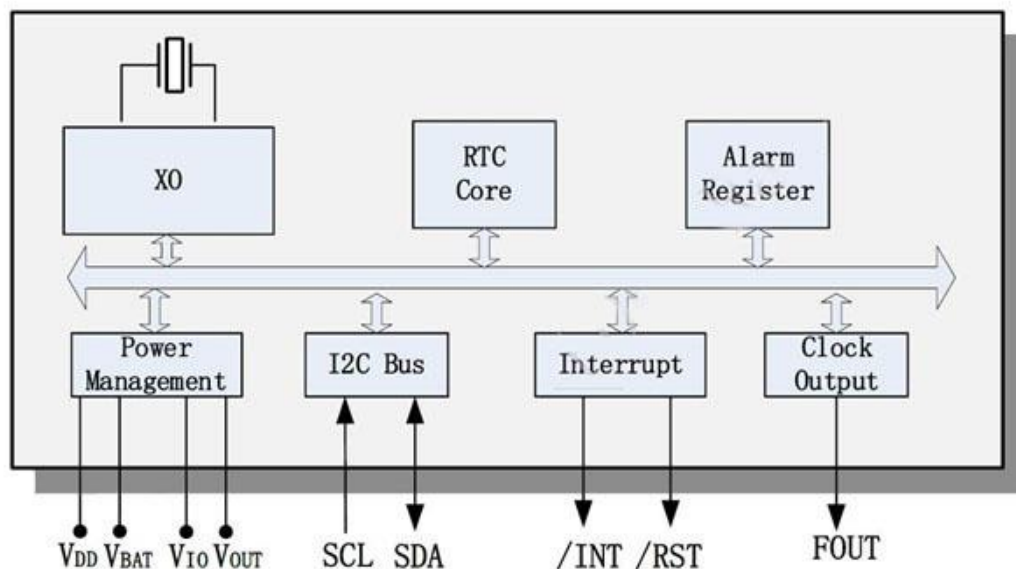 XO
RTC
Core
Alarm
Register
Power
Management
I2C Bus
Interrupt
Clock
Output
VDD VBAT VIO VOUT SCL SDA /INT /RST FOUT